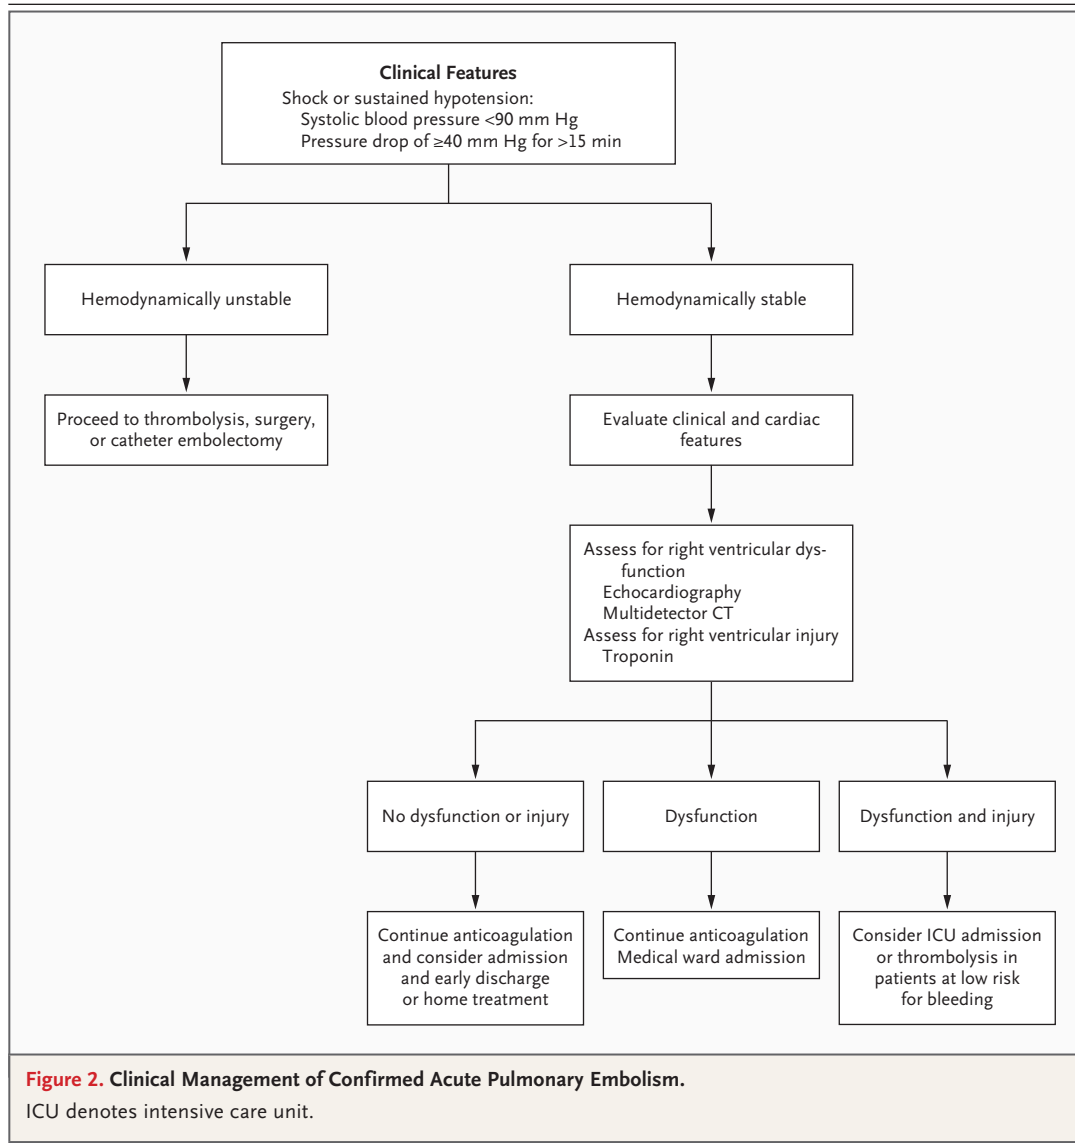 Clinical Features
Shock or sustained hypotension:
Systolic blood pressure <90 mm Hg
Pressure drop of ≥40 mm Hg for >15 min
Hemodynamically unstable
Hemodynamically stable
Proceed to thrombolysis, surgery,
or catheter embolectomy
Evaluate clinical and cardiac
features
Assess for right ventricular dys-
function
Echocardiography
Multidetector CT
Assess for right ventricular injury
Troponin
No dysfunction or injury
Dysfunction
Dysfunction and injury
Continue anticoagulation
and consider admission
and early discharge
or home treatment
Continue anticoagulation
Medical ward admission
Consider ICU admission
or thrombolysis in
patients at low risk
for bleeding
Figure 2. Clinical Management of Confirmed Acute Pulmonary Embolism.
ICU denotes intensive care unit.